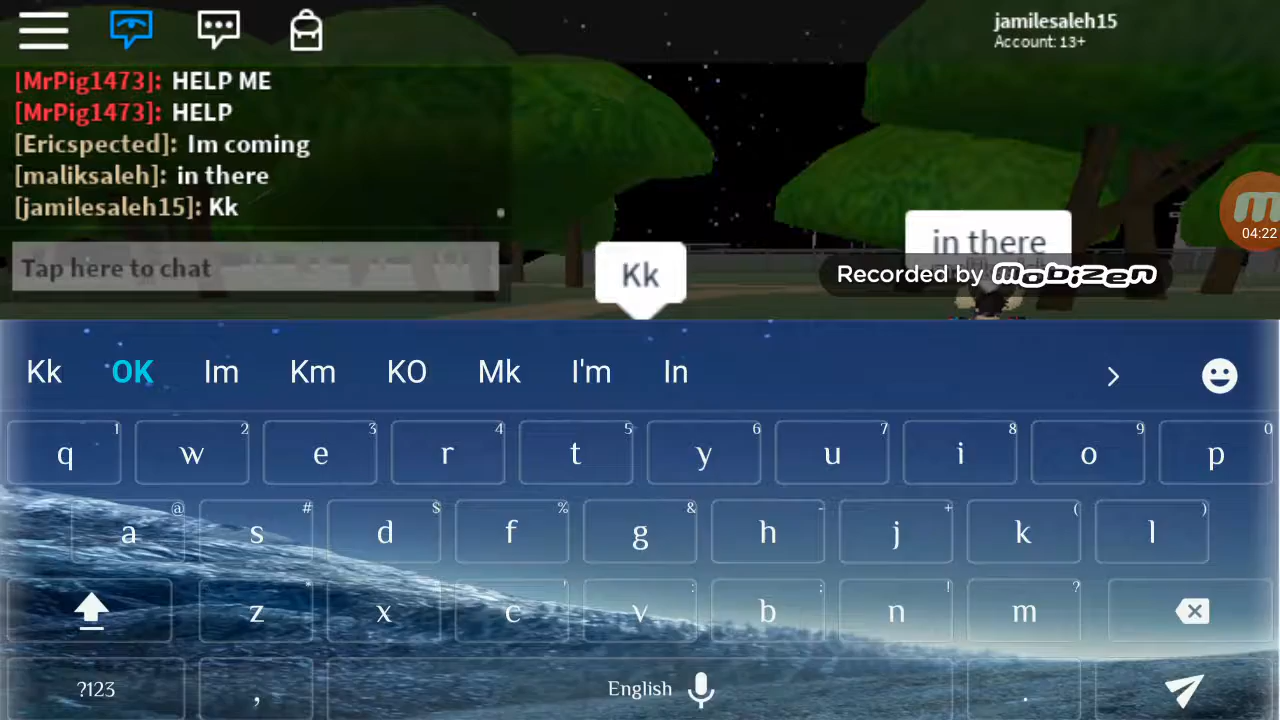 jamilesaleh15
Account: 13+
[MrPig1473]: HELP ME
[MrPig1473]: HELP
[Ericspected]: Im coming
[maliksaleh]: in there
[jamilesaleh15]: Kk
Tap here to chat
Kk
in there
04:22
Recorded by mobizen
Kk OK Im Km KO Mk I'm In
1 2 3 4 5 6 7 8 9 0
q w e r t y u i o p
@ # $ % & - + ( )
a s d f g h j k l
* " ' : ; ! ?
z x c v b n m
?123 , English .